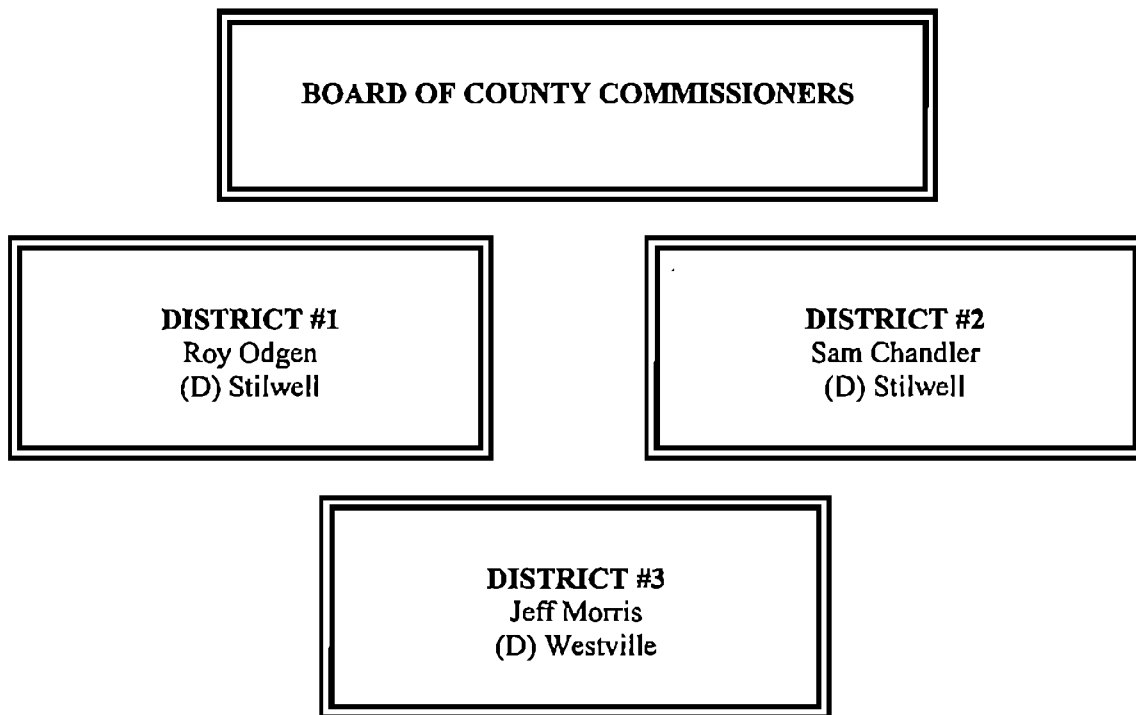 BOARD OF COUNTY COMMISSIONERS
DISTRICT #1
Roy Odgen
(D) Stilwell
DISTRICT #2
Sam Chandler
(D) Stilwell
DISTRICT #3
Jeff Morris
(D) Westville